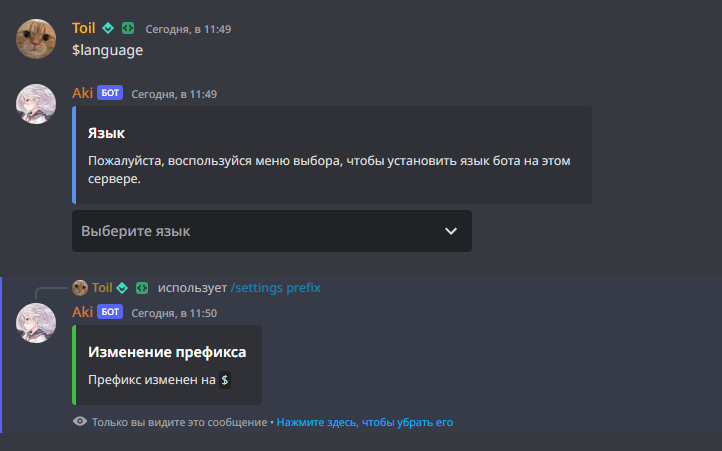 Toil Сегодня, в 11:49
$language
Aki БОТ Сегодня, в 11:49
Язык
Пожалуйста, воспользуйся меню выбора, чтобы установить язык бота на этом
сервере.
Выберите язык
Toil использует /settings prefix
Aki БОТ Сегодня, в 11:50
Изменение префикса
Префикс изменен на $
Только вы видите это сообщение • Нажмите здесь, чтобы убрать его